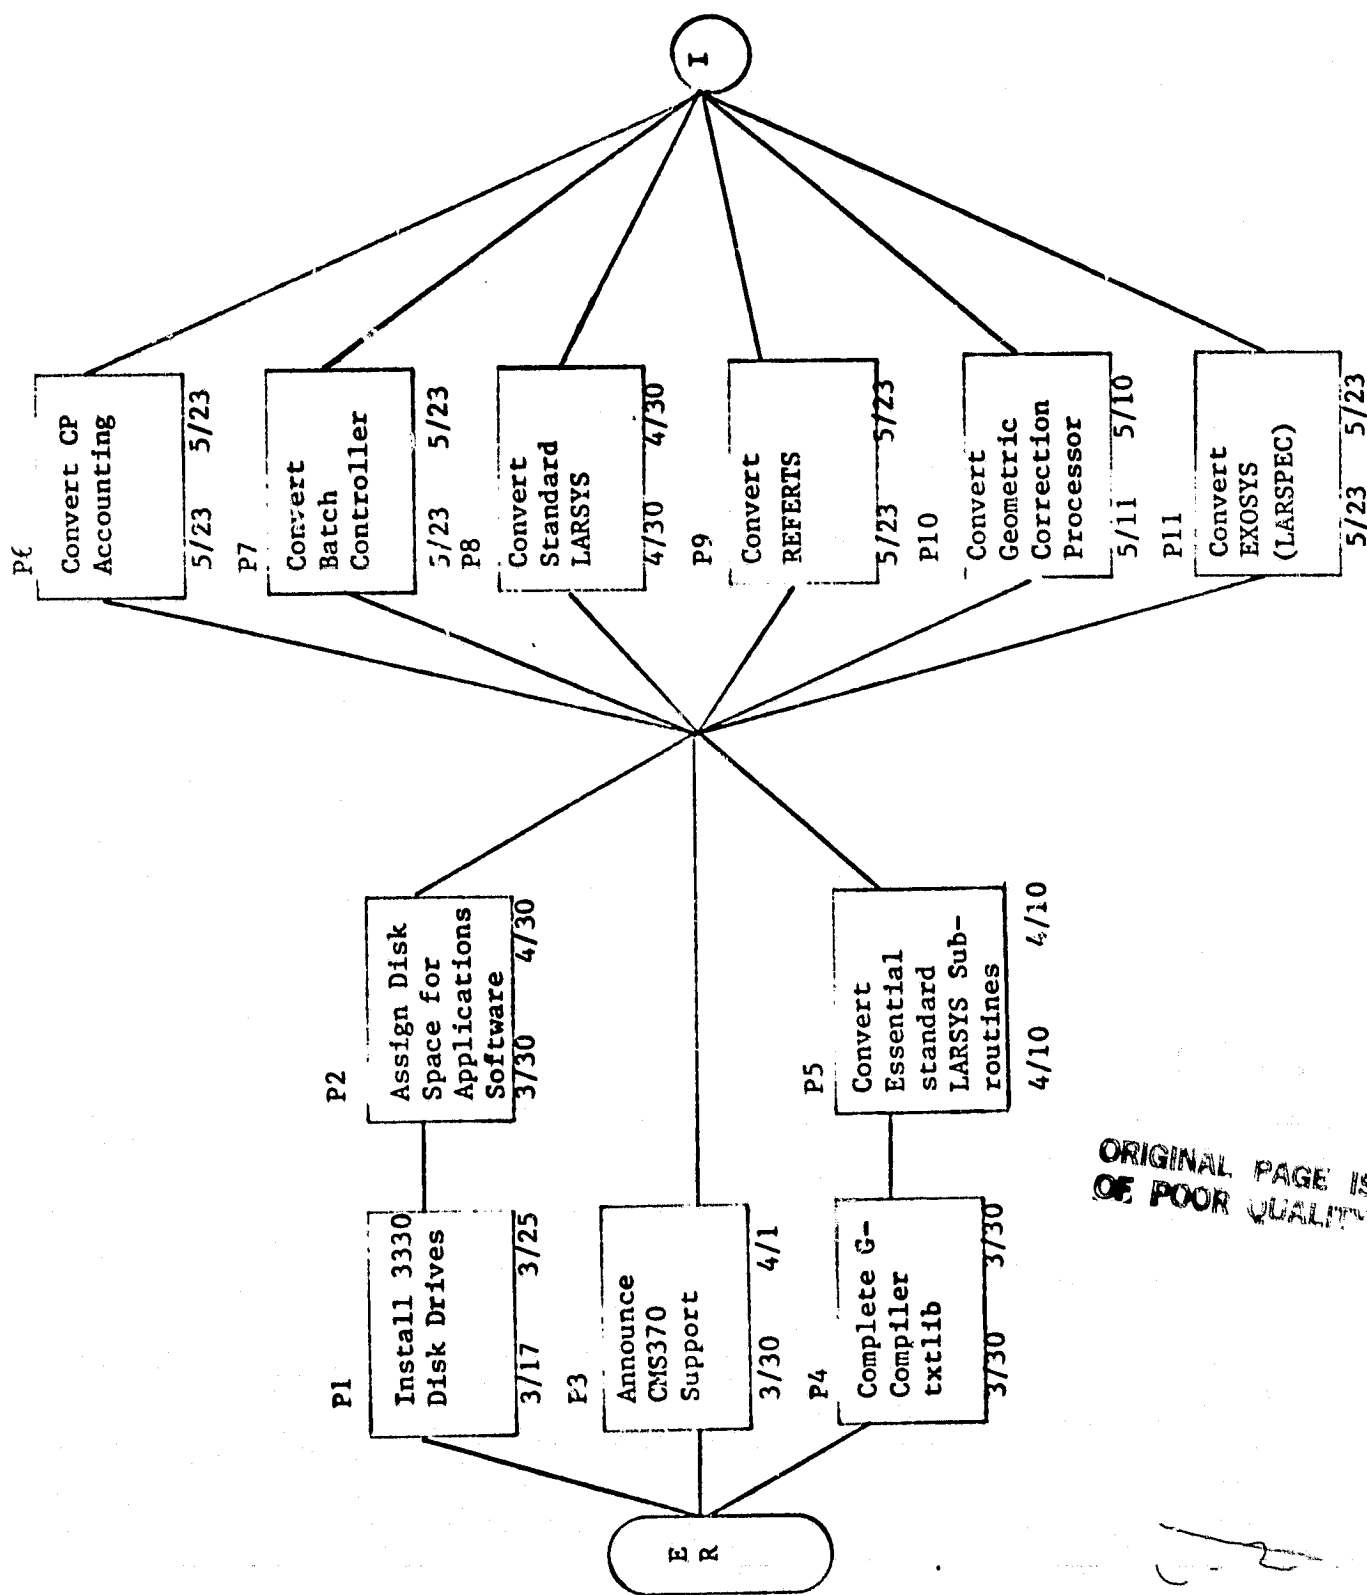 E
R
P1
Install 3330
Disk Drives
3/17 3/25
P2
Assign Disk
Space for
Applications
Software
3/30 4/30
P3
Announce
CMS370
Support
3/30 4/1
P4
Complete G-
Compiler
txtlib
3/30 3/30
P5
Convert
Essential
standard
LARSYS Sub-
routines
4/10 4/10
P6
Convert CP
Accounting
5/23 5/23
P7
Convert
Batch
Controller
5/23 5/23
P8
Convert
Standard
LARSYS
4/30 4/30
P9
Convert
REFERTS
5/23 5/23
P10
Convert
Geometric
Correction
Processor
5/11 5/10
P11
Convert
EXOSYS
(LARSPEC)
5/23 5/23
I
ORIGINAL PAGE IS
OF POOR QUALITY